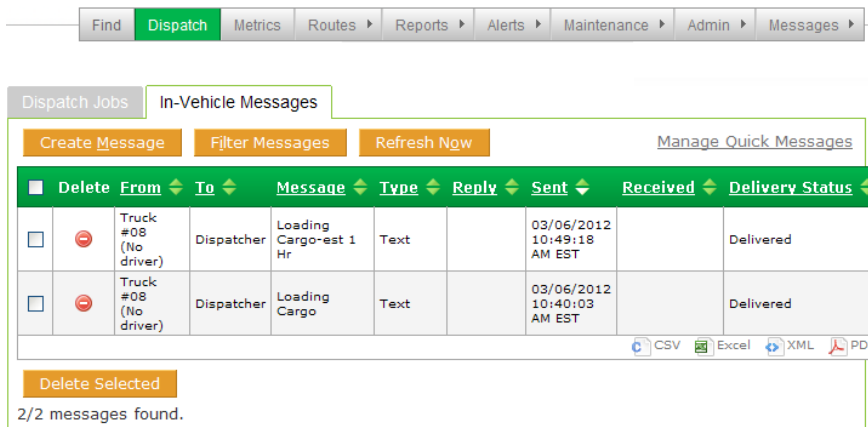 Find Dispatch Metrics Routes Reports Alerts Maintenance Admin Messages
Dispatch Jobs In-Vehicle Messages
Create Message Filter Messages Refresh Now Manage Quick Messages
Delete From To Message Type Reply Sent Received Delivery Status
Truck #08 (No driver) Dispatcher Loading Cargo-est 1 Hr Text 03/06/2012 10:49:18 AM EST Delivered
Truck #08 (No driver) Dispatcher Loading Cargo Text 03/06/2012 10:40:03 AM EST Delivered
CSV Excel XML PD
Delete Selected
2/2 messages found.